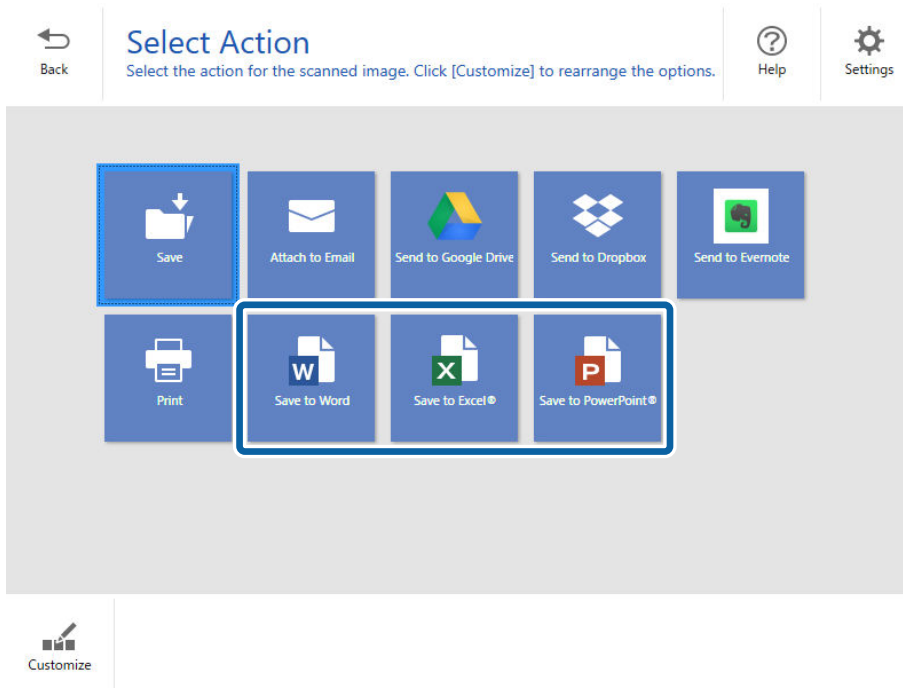 Back
Select Action
Select the action for the scanned image. Click [Customize] to rearrange the options.
Help
Settings
Save
Attach to Email
Send to Google Drive
Send to Dropbox
Send to Evernote
Print
W
Save to Word
X
Save to Excel®
P
Save to PowerPoint®
Customize